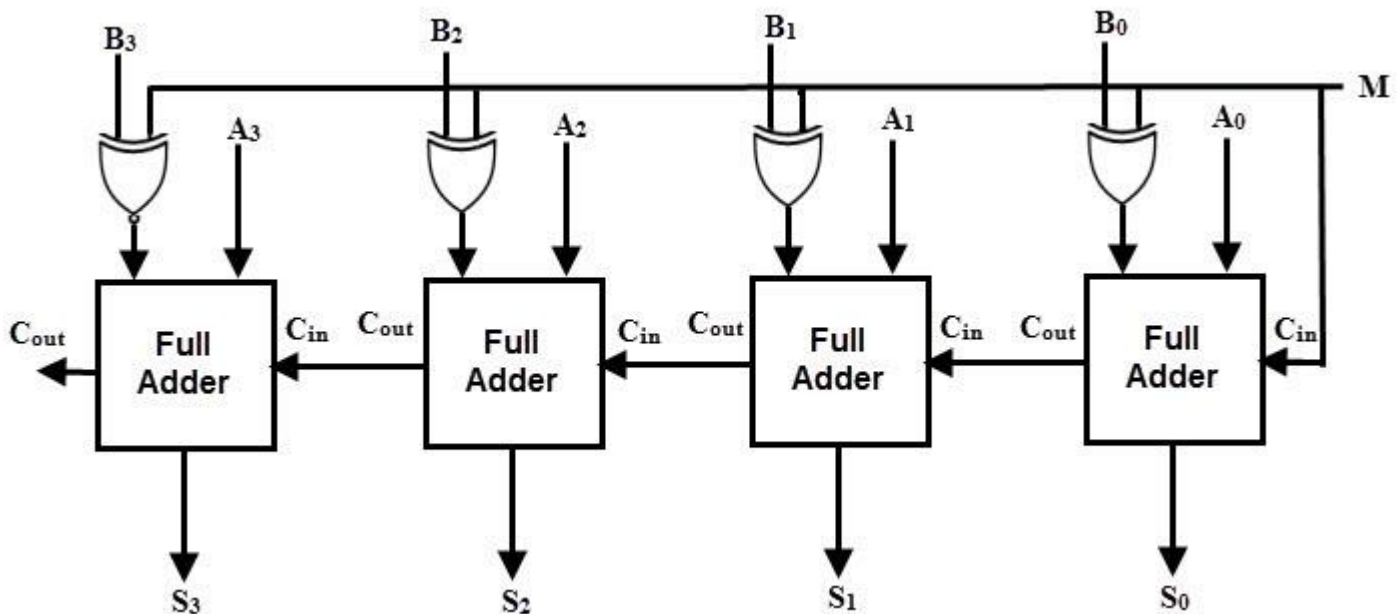 B3 B2 B1 B0
M
A3 A2 A1 A0
Cout Full Adder Cin Cout Full Adder Cin Cout Full Adder Cin Cout Full Adder Cin
S3 S2 S1 S0